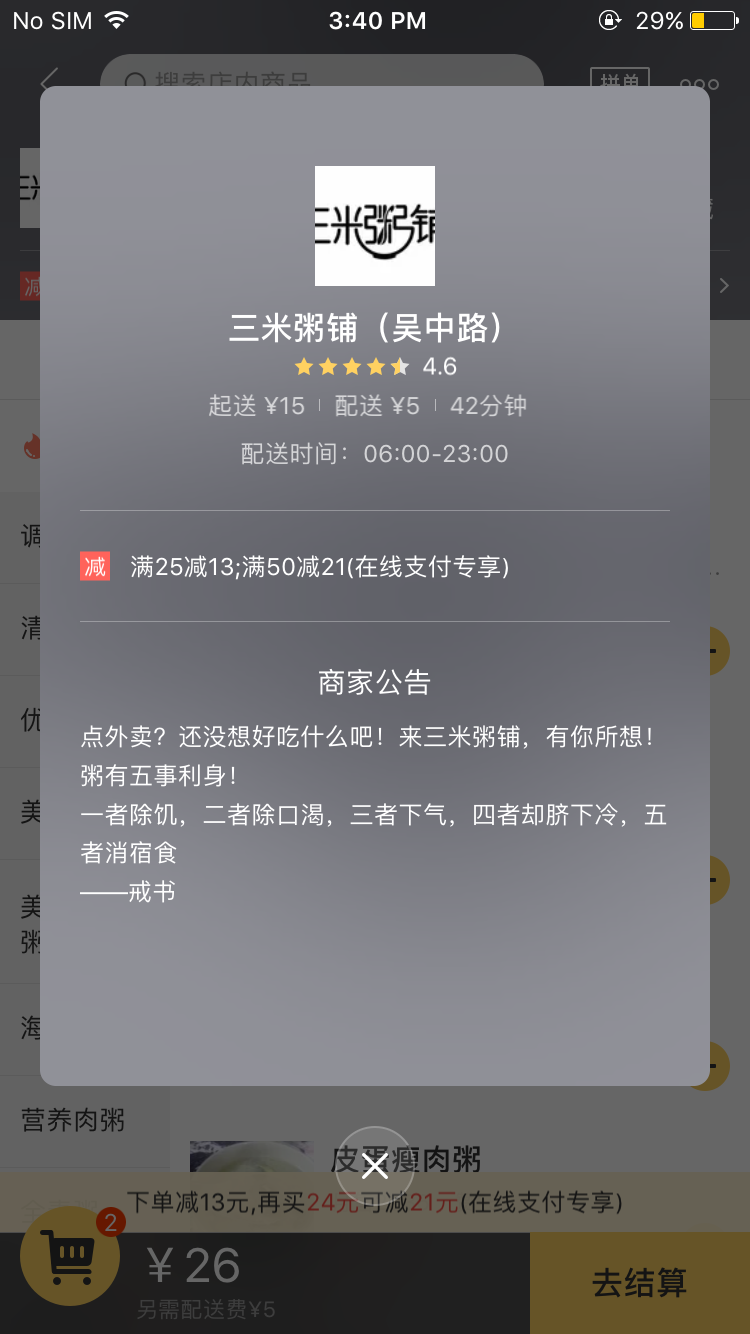 No SIM 3:40 PM 29%
搜索店内商品 拼单
三米粥铺
减
三米粥铺（吴中路）
4.6
起送 ¥15 配送 ¥5 42分钟
配送时间：06:00-23:00
减 满25减13;满50减21(在线支付专享)
商家公告
点外卖？还没想好吃什么吧！来三米粥铺，有你所想！
粥有五事利身！
一者除饥，二者除口渴，三者下气，四者却脐下冷，五
者消宿食
——戒书
调
清
优
美
美
粥
海
营养肉粥
皮蛋瘦肉粥
下单减13元,再买24元可减21元(在线支付专享)
2
¥26
另需配送费¥5
去结算